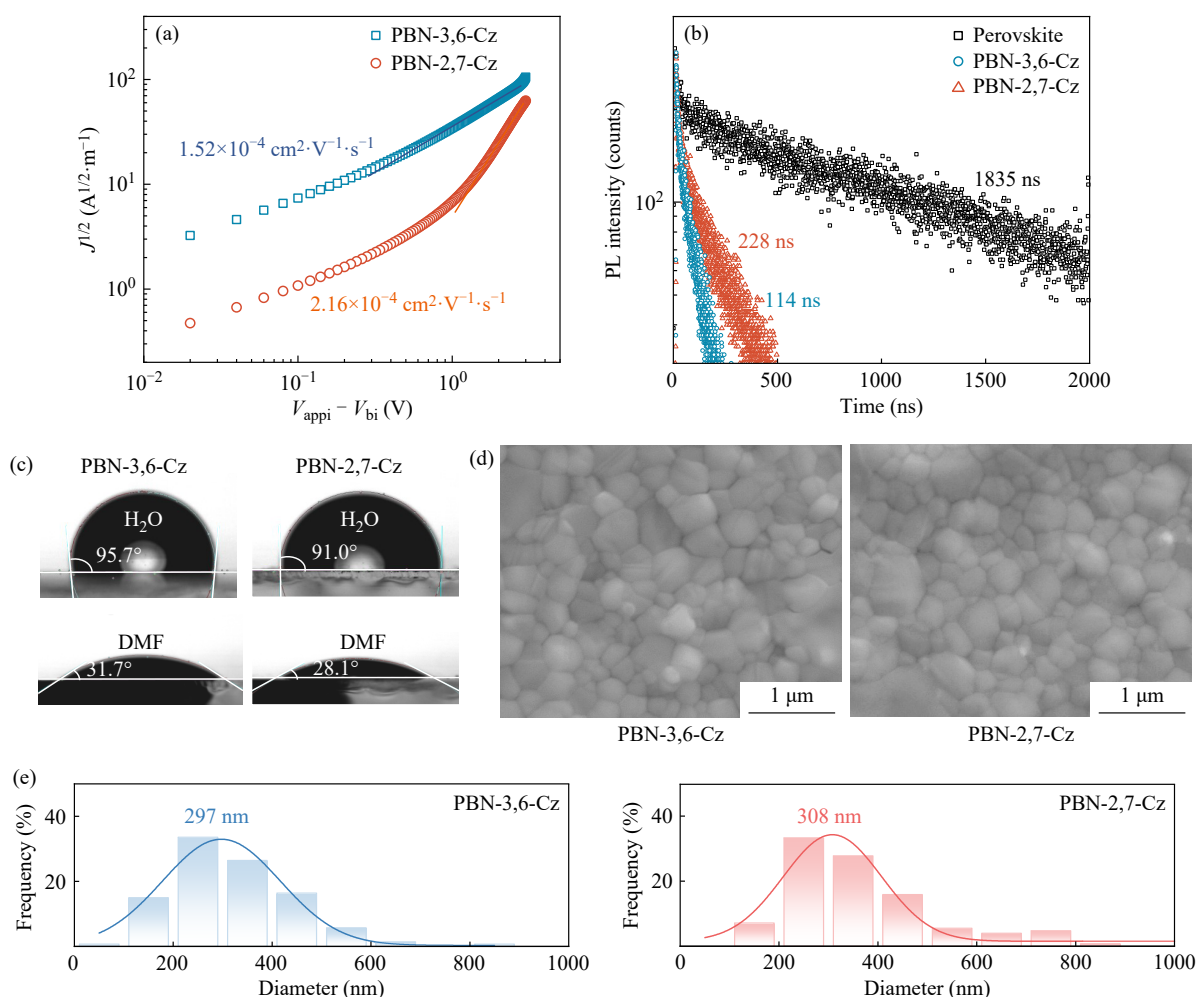 (a)
PBN-3,6-Cz
PBN-2,7-Cz
10²
10¹
10⁰
J^{1/2} (A^{1/2}·m⁻¹)
1.52×10⁻⁴ cm²·V⁻¹·s⁻¹
2.16×10⁻⁴ cm²·V⁻¹·s⁻¹
10⁻² 10⁻¹ 10⁰
V_{appi} − V_{bi} (V)
(b)
Perovskite
PBN-3,6-Cz
PBN-2,7-Cz
PL intensity (counts)
10²
1835 ns
228 ns
114 ns
0 500 1000 1500 2000
Time (ns)
(c)
PBN-3,6-Cz PBN-2,7-Cz
H₂O H₂O
95.7° 91.0°
DMF DMF
31.7° 28.1°
(d)
1 μm 1 μm
PBN-3,6-Cz PBN-2,7-Cz
(e)
PBN-3,6-Cz
297 nm
Frequency (%)
40
20
0 200 400 600 800 1000
Diameter (nm)
PBN-2,7-Cz
308 nm
Frequency (%)
40
20
0 200 400 600 800 1000
Diameter (nm)